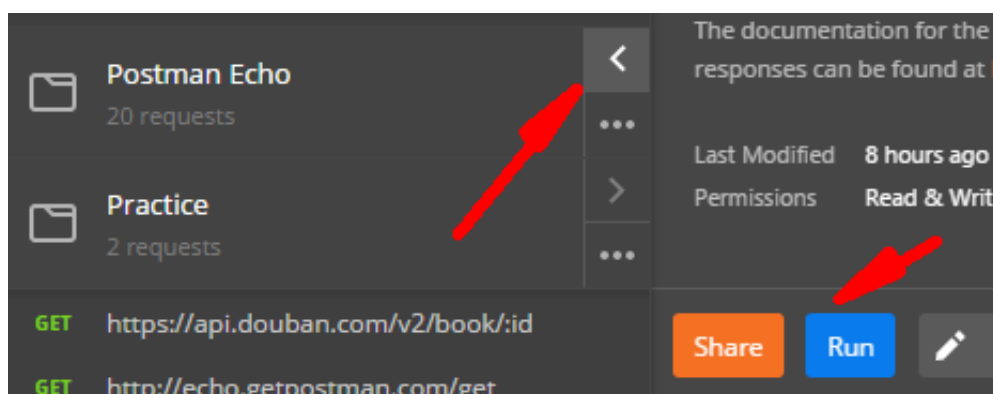 Postman Echo
20 requests
Practice
2 requests
GET https://api.douban.com/v2/book/:id
GET http://echo.getpostman.com/get
The documentation for the
responses can be found at
Last Modified 8 hours ago
Permissions Read & Writ
Share Run